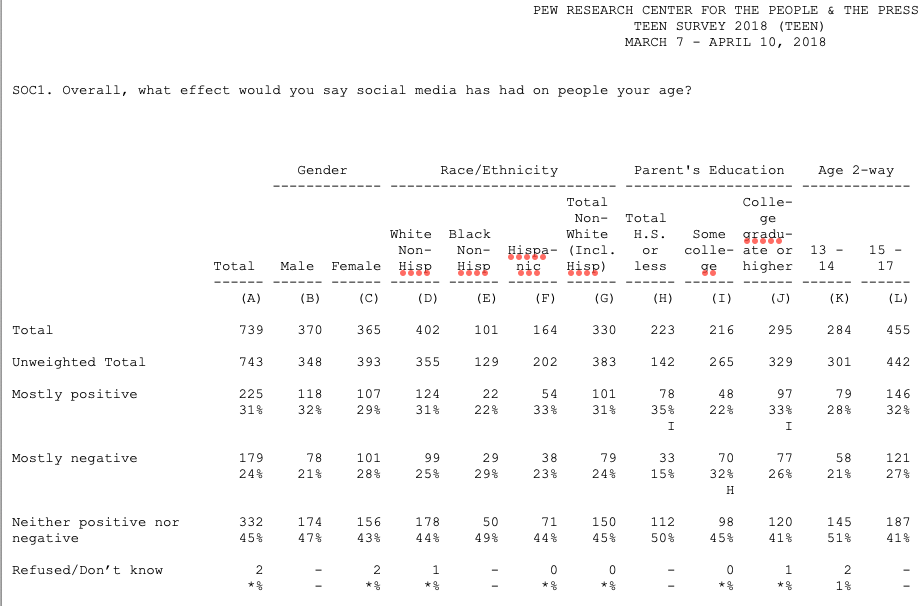 PEW RESEARCH CENTER FOR THE PEOPLE & THE PRESS
TEEN SURVEY 2018 (TEEN)
MARCH 7 - APRIL 10, 2018
SOC1. Overall, what effect would you say social media has had on people your age?
Gender Race/Ethnicity Parent's Education Age 2-way
------------- --------------------------- -------------------- -------------
Total Colle-
Non- Total ge
White Black White H.S. Some gradu-
Non- Non- Hispa- (Incl. or colle- ate or 13 - 15 -
Total Male Female Hisp Hisp nic Hisp) less ge higher 14 17
------ ------ ------ ------ ------ ------ ------ ------ ------ ------ ------ ------
(A) (B) (C) (D) (E) (F) (G) (H) (I) (J) (K) (L)
Total 739 370 365 402 101 164 330 223 216 295 284 455
Unweighted Total 743 348 393 355 129 202 383 142 265 329 301 442
Mostly positive 225 118 107 124 22 54 101 78 48 97 79 146
31% 32% 29% 31% 22% 33% 31% 35% 22% 33% 28% 32%
I I
Mostly negative 179 78 101 99 29 38 79 33 70 77 58 121
24% 21% 28% 25% 29% 23% 24% 15% 32% 26% 21% 27%
H
Neither positive nor 332 174 156 178 50 71 150 112 98 120 145 187
negative 45% 47% 43% 44% 49% 44% 45% 50% 45% 41% 51% 41%
Refused/Don’t know 2 - 2 1 - 0 0 - 0 1 2 -
*% - *% *% - *% *% - *% *% 1% -